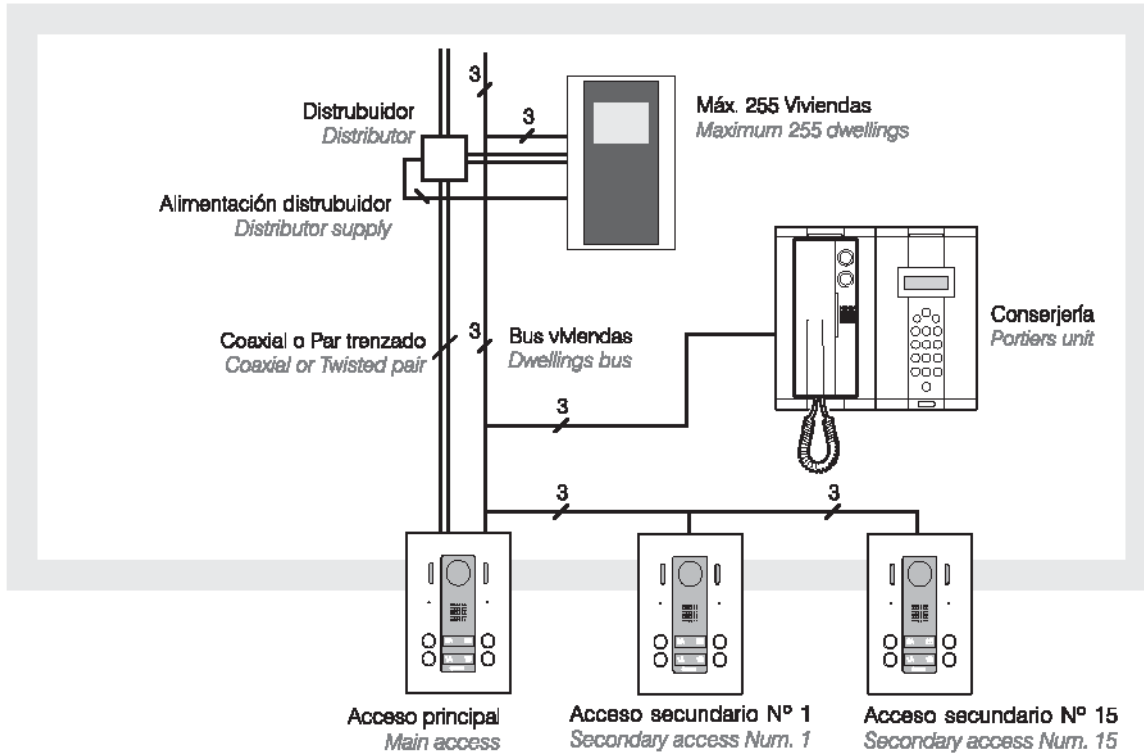 3
Distrubuidor
Distributor
3
Máx. 255 Viviendas
Maximum 255 dwellings
Alimentación distrubuidor
Distributor supply
Coaxial o Par trenzado
Coaxial or Twisted pair
3
Bus viviendas
Dwellings bus
Conserjería
Portiers unit
3
3
3
Acceso principal
Main access
Acceso secundario Nº 1
Secondary access Num. 1
Acceso secundario Nº 15
Secondary access Num. 15